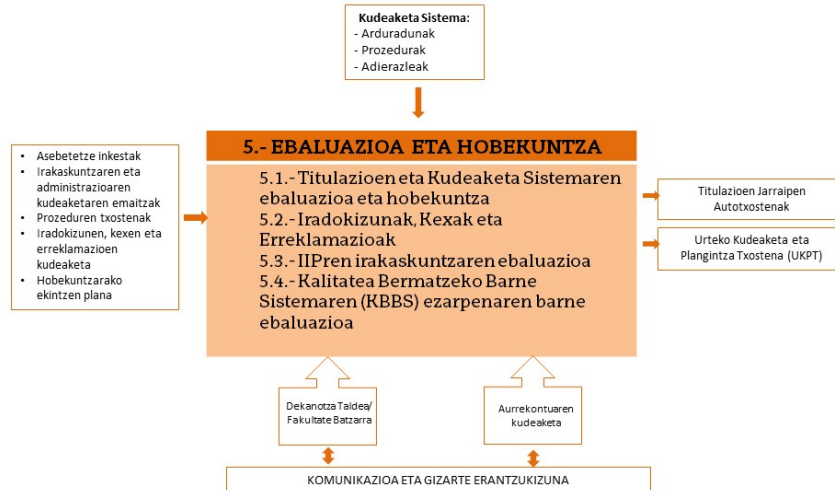 Kudeaketa Sistema:
- Arduradunak
- Prozedurak
- Adierazleak
• Asebetetze inkestak
• Irakaskuntzaren eta
administrazioaren
kudeaketaren emaitzak
• Prozeduren txostenak
• Iradokizunen, kexen eta
erreklamazioen
kudeaketa
• Hobekuntzarako
ekintzen plana
5.- EBALUAZIOA ETA HOBEKUNTZA
5.1.- Titulazioen eta Kudeaketa Sistemaren
ebaluazioa eta hobekuntza
5.2.- Iradokizunak, Kexak eta
Erreklamazioak
5.3.- IIPren irakaskuntzaren ebaluazioa
5.4.- Kalitatea Bermatzeko Barne
Sistemaren (KBBS) ezarpenaren barne
ebaluazioa
Titulazioen Jarraipen
Autotxostenak
Urteko Kudeaketa eta
Plangintza Txostena (UKPT)
Dekanotza Taldea/
Fakultate Batzarra
Aurrekontuaren
kudeaketa
KOMUNIKAZIOA ETA GIZARTE ERANTZUKIZUNA